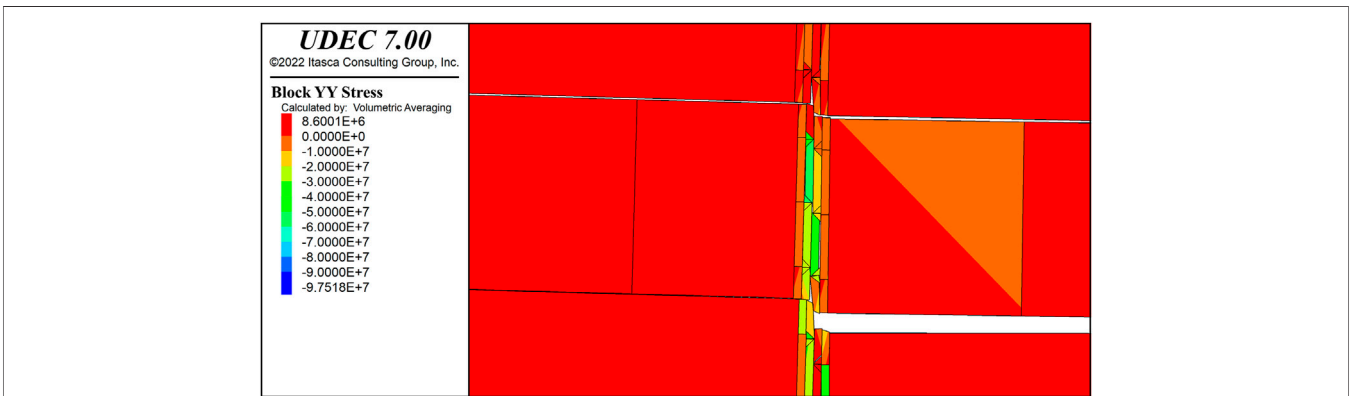 UDEC 7.00
©2022 Itasca Consulting Group, Inc.
Block YY Stress
Calculated by: Volumetric Averaging
8.6001E+6
0.0000E+0
-1.0000E+7
-2.0000E+7
-3.0000E+7
-4.0000E+7
-5.0000E+7
-6.0000E+7
-7.0000E+7
-8.0000E+7
-9.0000E+7
-9.7518E+7